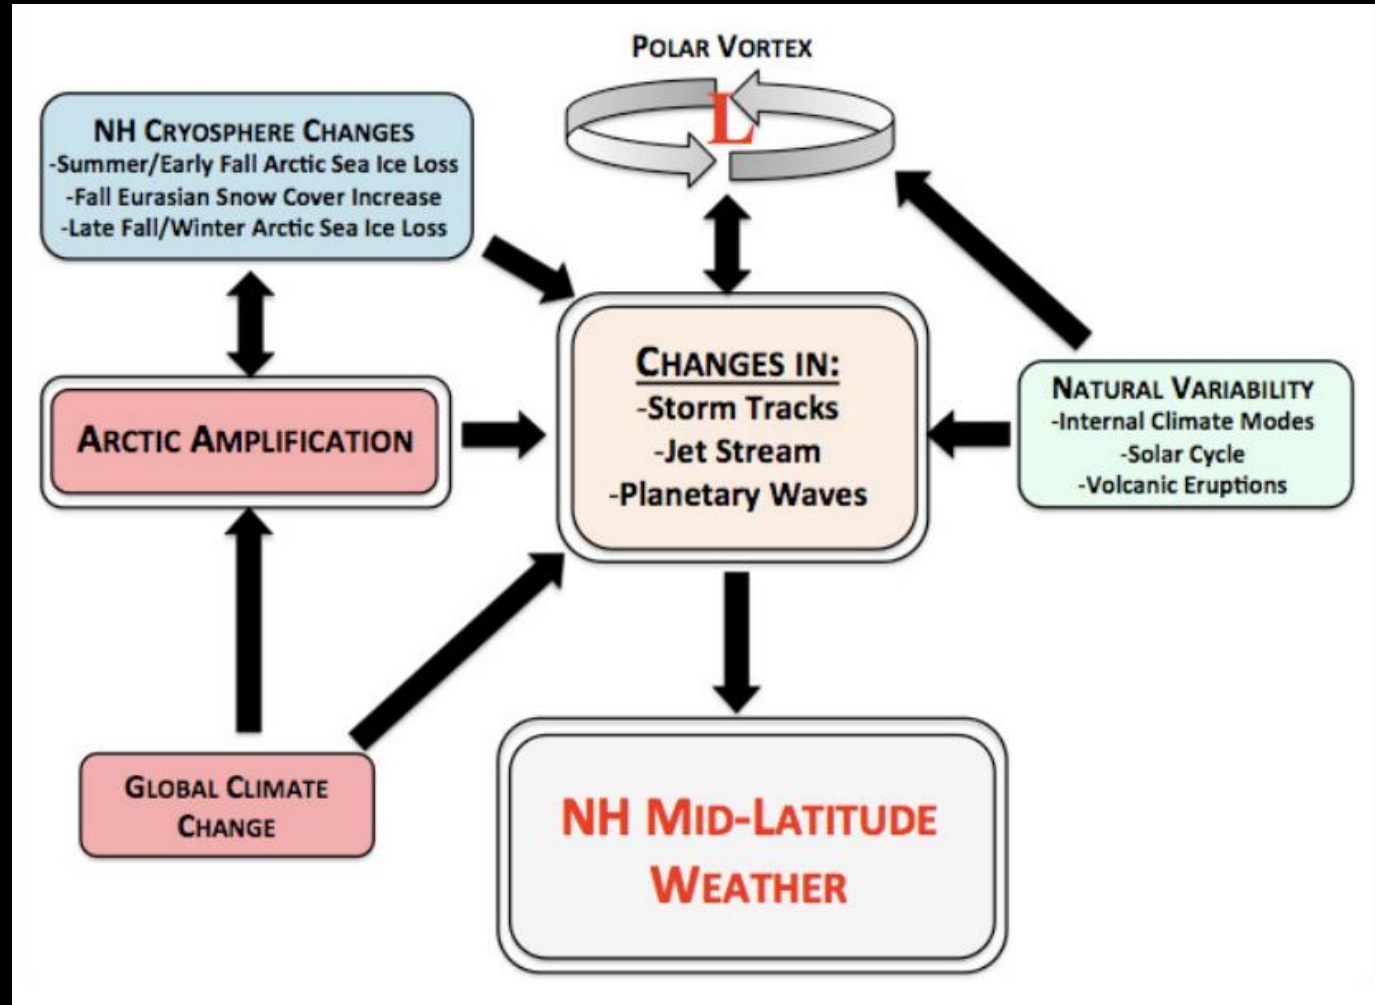 POLAR VORTEX
L
NH CRYOSPHERE CHANGES
-Summer/Early Fall Arctic Sea Ice Loss
-Fall Eurasian Snow Cover Increase
-Late Fall/Winter Arctic Sea Ice Loss
ARCTIC AMPLIFICATION
CHANGES IN:
-Storm Tracks
-Jet Stream
-Planetary Waves
NATURAL VARIABILITY
-Internal Climate Modes
-Solar Cycle
-Volcanic Eruptions
GLOBAL CLIMATE
CHANGE
NH MID-LATITUDE
WEATHER